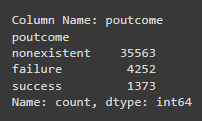 Column Name: poutcome
poutcome
nonexistent    35563
failure         4252
success         1373
Name: count, dtype: int64